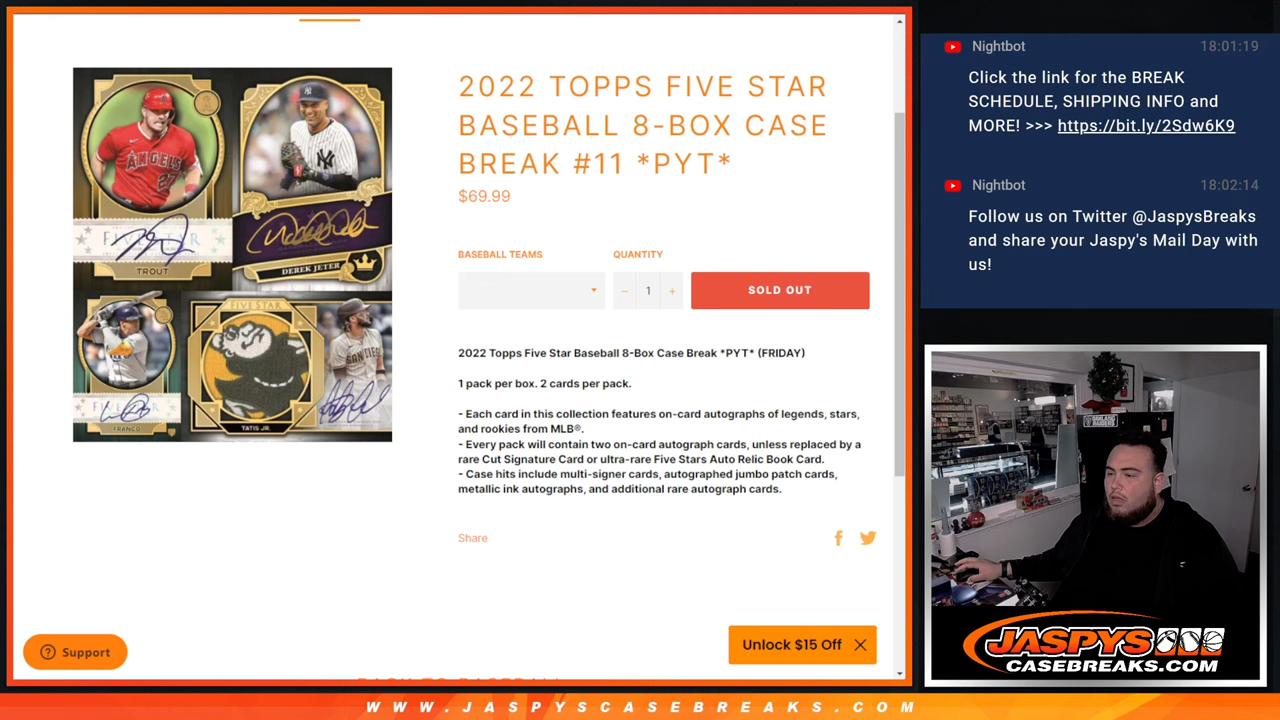 2022 TOPPS FIVE STAR
BASEBALL 8-BOX CASE
BREAK #11 *PYT*
$69.99
BASEBALL TEAMS
QUANTITY
− 1 +
SOLD OUT
2022 Topps Five Star Baseball 8-Box Case Break *PYT* (FRIDAY)
1 pack per box. 2 cards per pack.
- Each card in this collection features on-card autographs of legends, stars,
and rookies from MLB®.
- Every pack will contain two on-card autograph cards, unless replaced by a
rare Cut Signature Card or ultra-rare Five Stars Auto Relic Book Card.
- Case hits include multi-signer cards, autographed jumbo patch cards,
metallic ink autographs, and additional rare autograph cards.
Share
Support
Unlock $15 Off
ANGELS
27
FIVE STAR
TROUT
DEREK JETER
FIVE STAR
FRANCO
FIVE STAR
SAN DIEGO
TATIS JR.
Nightbot 18:01:19
Click the link for the BREAK
SCHEDULE, SHIPPING INFO and
MORE! >>> https://bit.ly/2Sdw6K9
Nightbot 18:02:14
Follow us on Twitter @JaspysBreaks
and share your Jaspy's Mail Day with
us!
JASPYS
CASEBREAKS.COM
WWW.JASPYSCASEBREAKS.COM